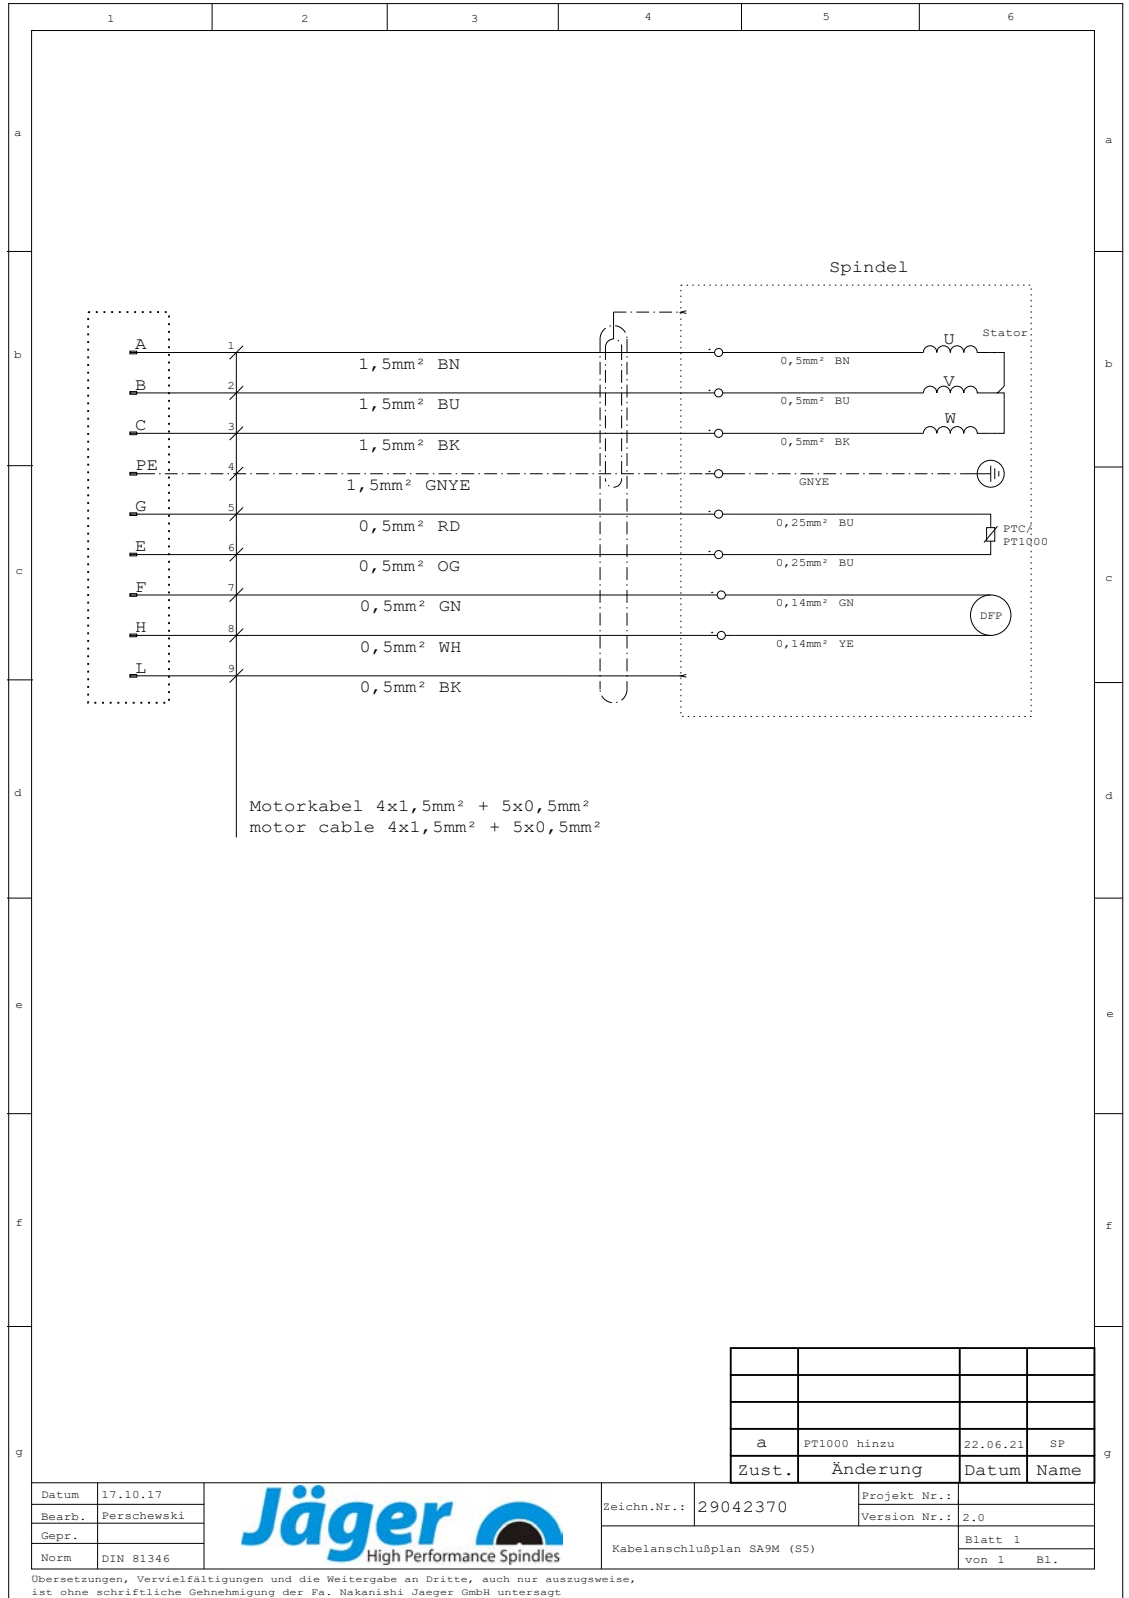 1 2 3 4 5 6
a a
Spindel
b b
A 1 1,5mm² BN 0,5mm² BN U Stator
B 2 1,5mm² BU 0,5mm² BU V
C 3 1,5mm² BK 0,5mm² BK W
PE 4 1,5mm² GNYE GNYE
G 5 0,5mm² RD 0,25mm² BU PTC/
PT1000
E 6 0,5mm² OG 0,25mm² BU
c c
F 7 0,5mm² GN 0,14mm² GN DFP
H 8 0,5mm² WH 0,14mm² YE
L 9 0,5mm² BK
d d
Motorkabel 4x1,5mm² + 5x0,5mm²
motor cable 4x1,5mm² + 5x0,5mm²
e e
f f
g g
a PT1000 hinzu 22.06.21 SP
Zust. Änderung Datum Name
Datum 17.10.17
Bearb. Perschewski
Gepr.
Norm DIN 81346
Jäger
High Performance Spindles
Zeichn.Nr.: 29042370
Kabelanschlußplan SA9M (S5)
Projekt Nr.:
Version Nr.: 2.0
Blatt 1
von 1 Bl.
Übersetzungen, Vervielfältigungen und die Weitergabe an Dritte, auch nur auszugsweise,
ist ohne schriftliche Gehnehmigung der Fa. Nakanishi Jaeger GmbH untersagt